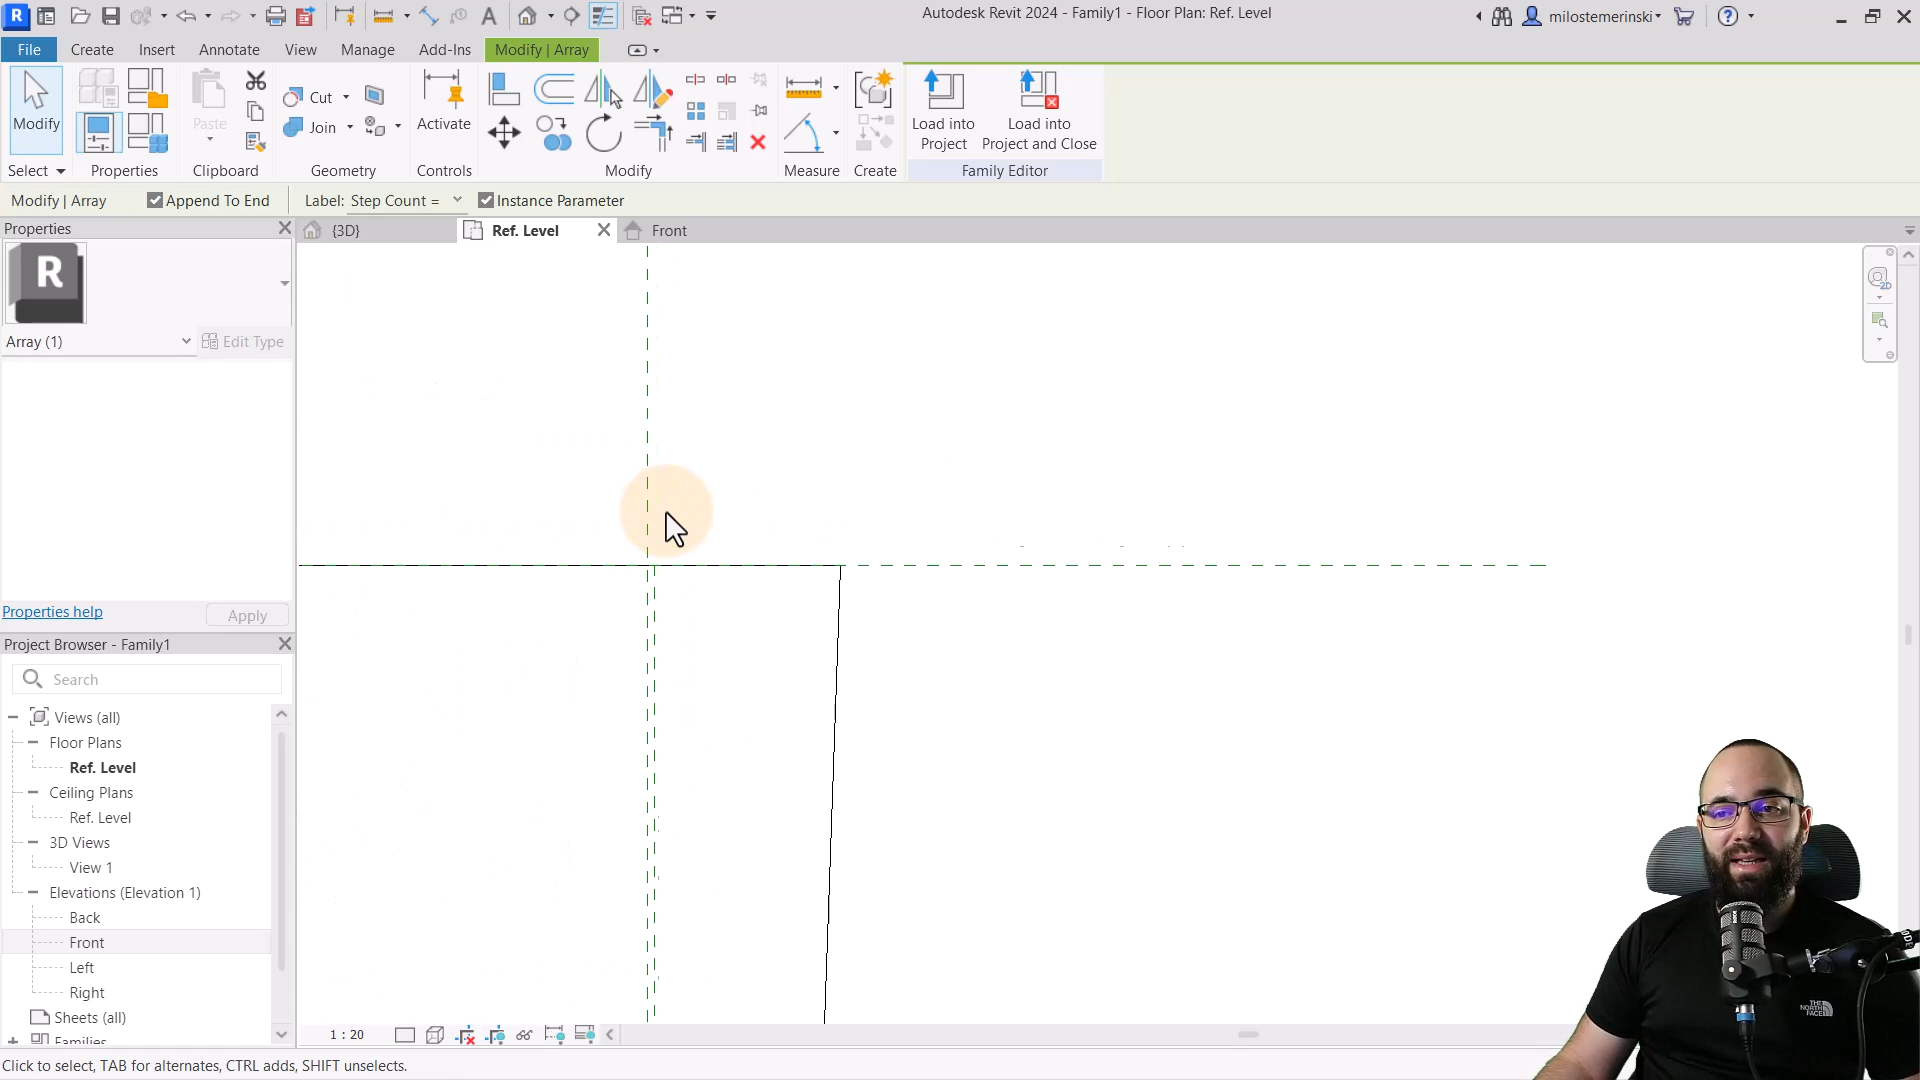 Autodesk Revit 2024 - Family1 - Floor Plan: Ref. Level
milostemerinski
File Create Insert Annotate View Manage Add-Ins Modify | Array
Modify
Paste
Cut
Join
Activate
Load into Project
Load into Project and Close
Select Properties Clipboard Geometry Controls Modify Measure Create Family Editor
Modify | Array Append To End Label: Step Count = Instance Parameter
Properties
{3D} Ref. Level Front
R
Array (1) Edit Type
Properties help Apply
Project Browser - Family1
Search
Views (all)
Floor Plans
Ref. Level
Ceiling Plans
Ref. Level
3D Views
View 1
Elevations (Elevation 1)
Back
Front
Left
Right
Sheets (all)
Families
1 : 20
Click to select, TAB for alternates, CTRL adds, SHIFT unselects.
THE NORTH FACE